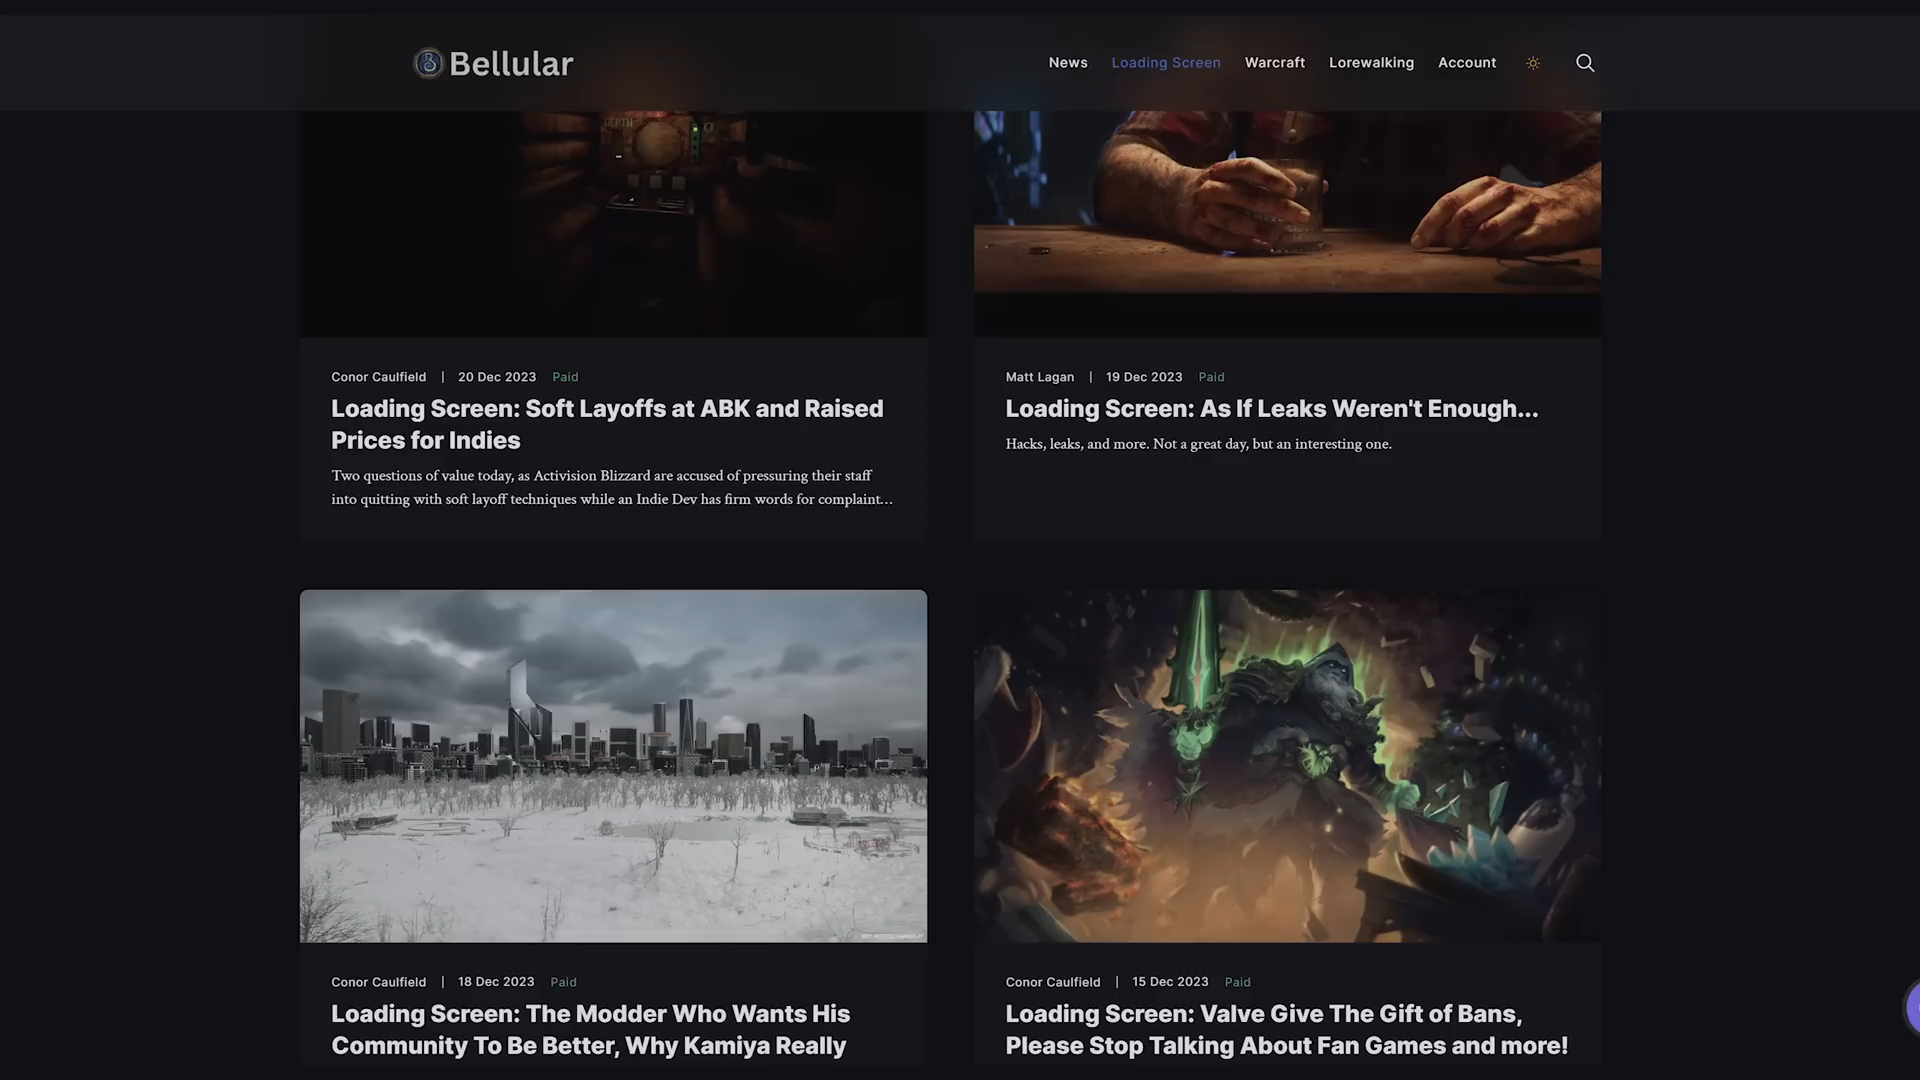 Bellular
News
Loading Screen
Warcraft
Lorewalking
Account
DEPTH
Conor Caulfield | 20 Dec 2023 Paid
Loading Screen: Soft Layoffs at ABK and Raised
Prices for Indies
Two questions of value today, as Activision Blizzard are accused of pressuring their staff
into quitting with soft layoff techniques while an Indie Dev has firm words for complaint…
Matt Lagan | 19 Dec 2023 Paid
Loading Screen: As If Leaks Weren't Enough...
Hacks, leaks, and more. Not a great day, but an interesting one.
Conor Caulfield | 18 Dec 2023 Paid
Loading Screen: The Modder Who Wants His
Community To Be Better, Why Kamiya Really
Conor Caulfield | 15 Dec 2023 Paid
Loading Screen: Valve Give The Gift of Bans,
Please Stop Talking About Fan Games and more!